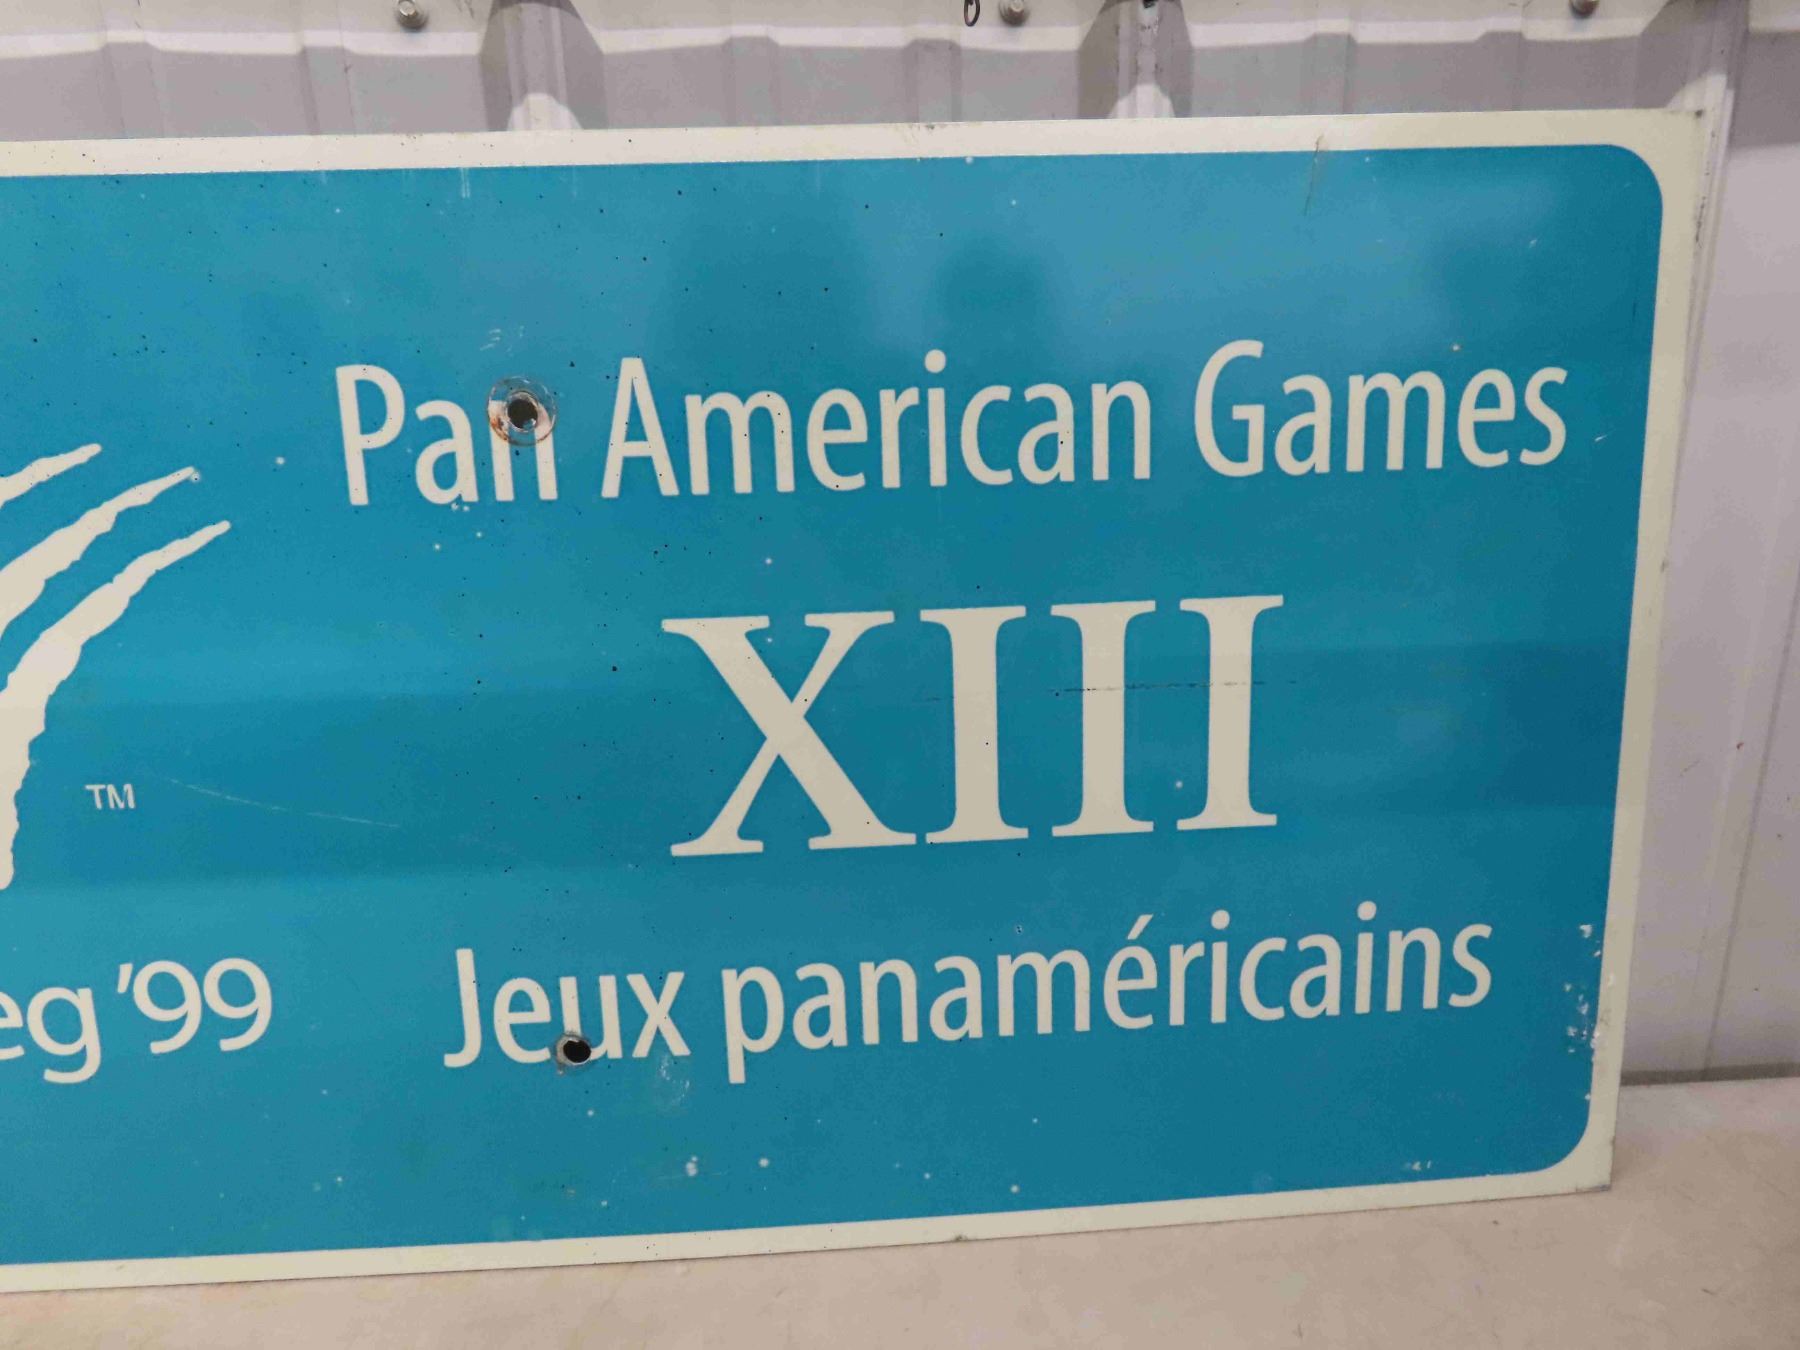 Pan American Games
XIII
TM
eg '99
Jeux panaméricains